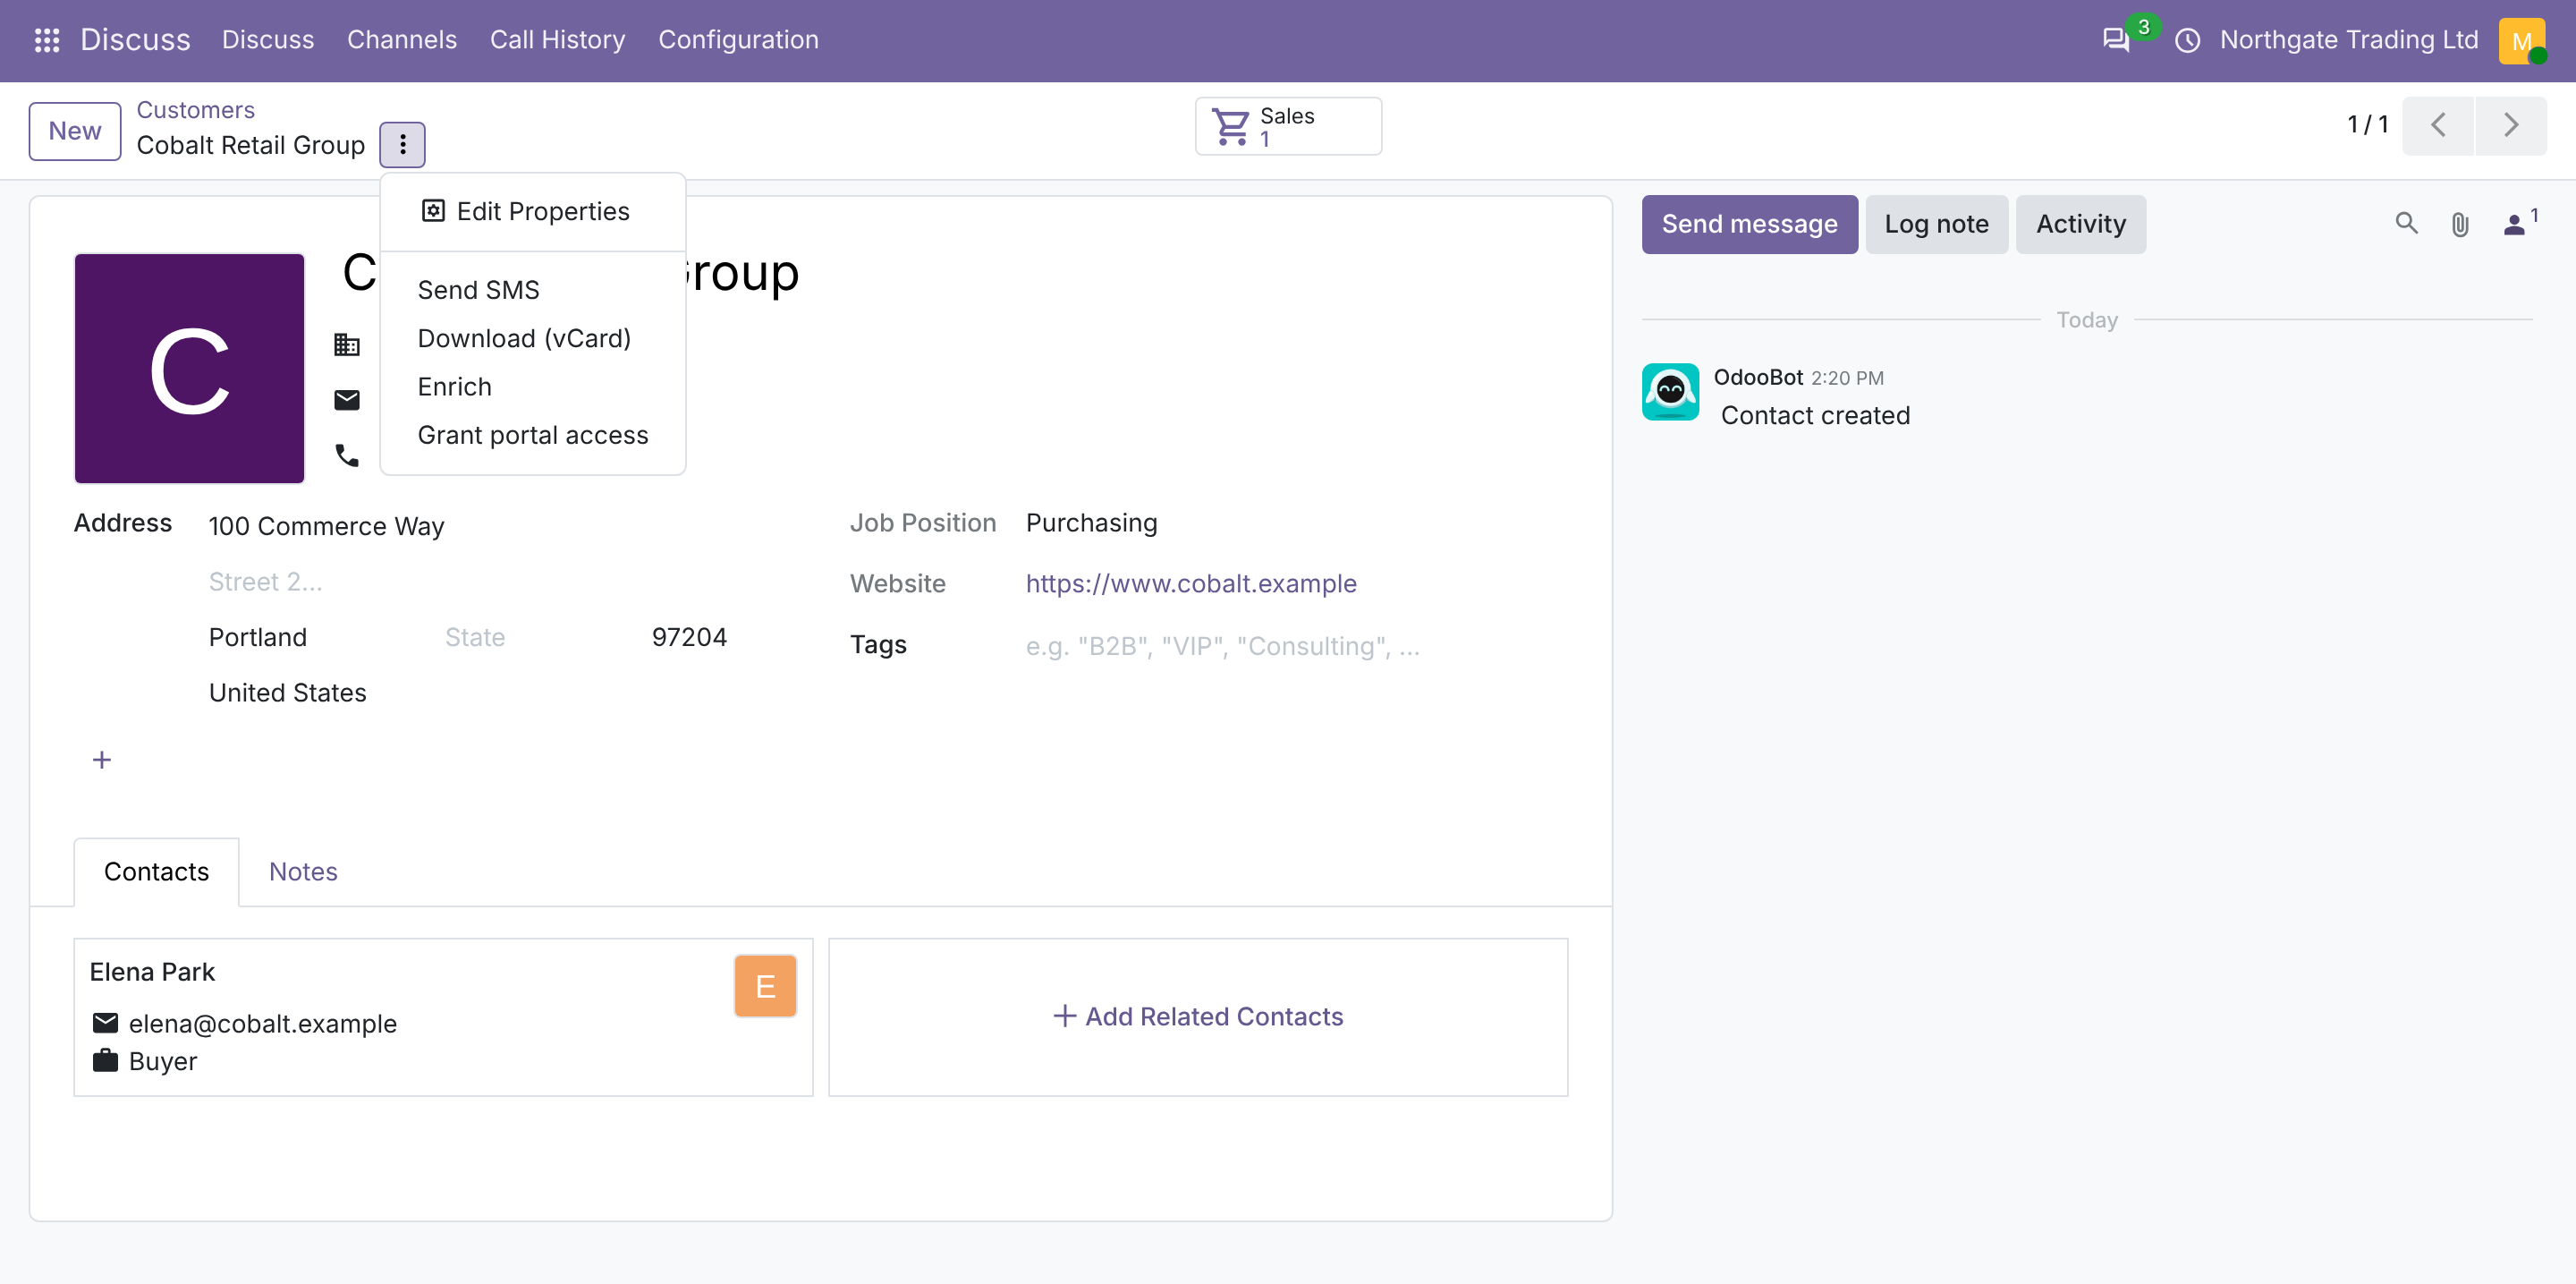 Discuss Discuss Channels Call History Configuration 3 Northgate Trading Ltd M
New Customers
Cobalt Retail Group
Sales
1
1 / 1
Edit Properties
Send SMS
Download (vCard)
Enrich
Grant portal access
C roup
C
Address 100 Commerce Way
Street 2...
Portland State 97204
United States
Job Position Purchasing
Website https://www.cobalt.example
Tags e.g. "B2B", "VIP", "Consulting", ...
+
Contacts Notes
Elena Park
E
elena@cobalt.example
Buyer
+ Add Related Contacts
Send message Log note Activity 1
Today
OdooBot 2:20 PM
Contact created